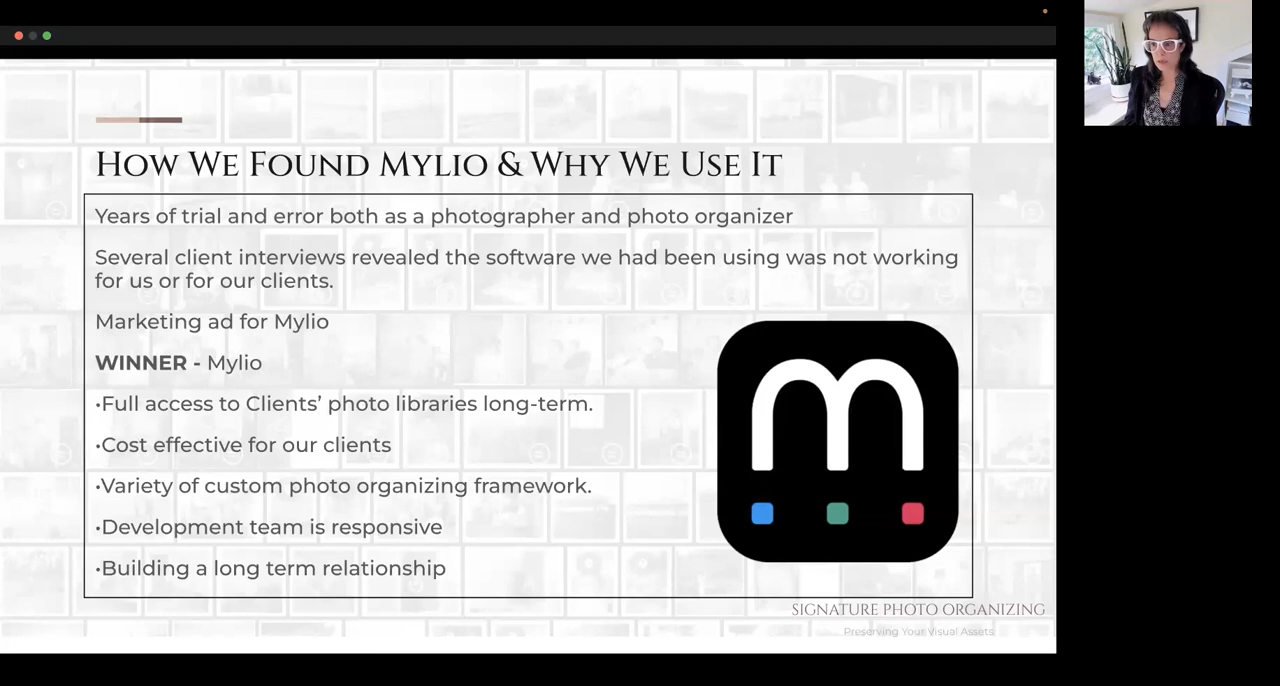 How We Found Mylio & Why We Use It
Years of trial and error both as a photographer and photo organizer
Several client interviews revealed the software we had been using was not working
for us or for our clients.
Marketing ad for Mylio
WINNER - Mylio
•Full access to Clients’ photo libraries long-term.
•Cost effective for our clients
•Variety of custom photo organizing framework.
•Development team is responsive
•Building a long term relationship
m
Signature Photo Organizing
Preserving Your Visual Assets